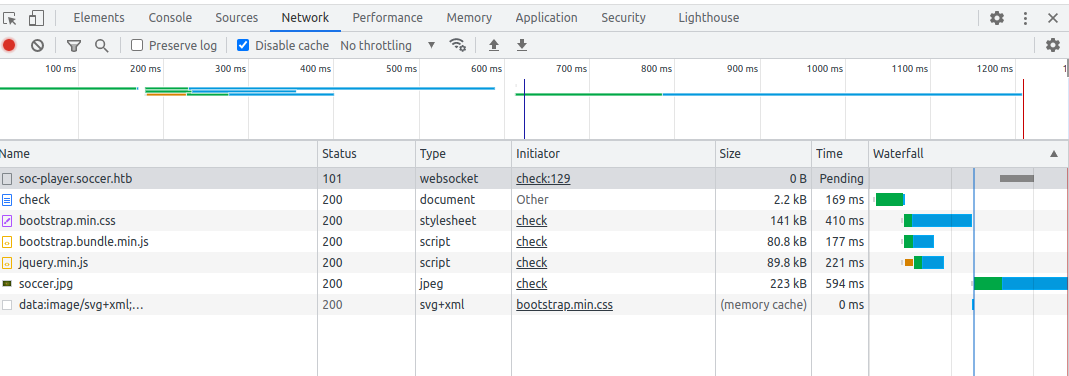 Elements Console Sources Network Performance Memory Application Security Lighthouse
Preserve log Disable cache No throttling
100 ms 200 ms 300 ms 400 ms 500 ms 600 ms 700 ms 800 ms 900 ms 1000 ms 1100 ms 1200 ms 1
Name Status Type Initiator Size Time Waterfall
soc-player.soccer.htb 101 websocket check:129 0 B Pending
check 200 document Other 2.2 kB 169 ms
bootstrap.min.css 200 stylesheet check 141 kB 410 ms
bootstrap.bundle.min.js 200 script check 80.8 kB 177 ms
jquery.min.js 200 script check 89.8 kB 221 ms
soccer.jpg 200 jpeg check 223 kB 594 ms
data:image/svg+xml;... 200 svg+xml bootstrap.min.css (memory cache) 0 ms